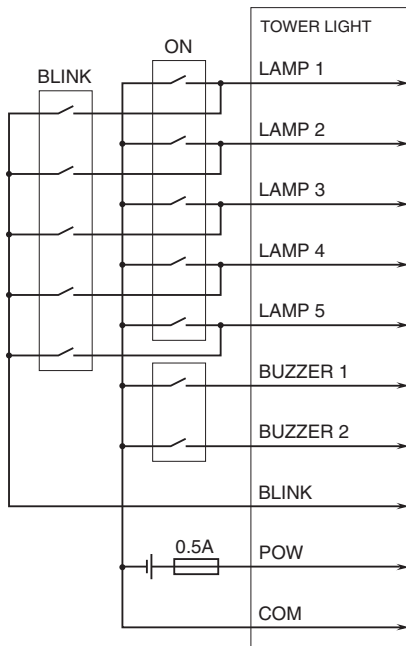 TOWER LIGHT
ON
BLINK
LAMP 1
LAMP 2
LAMP 3
LAMP 4
LAMP 5
BUZZER 1
BUZZER 2
BLINK
0.5A
POW
COM